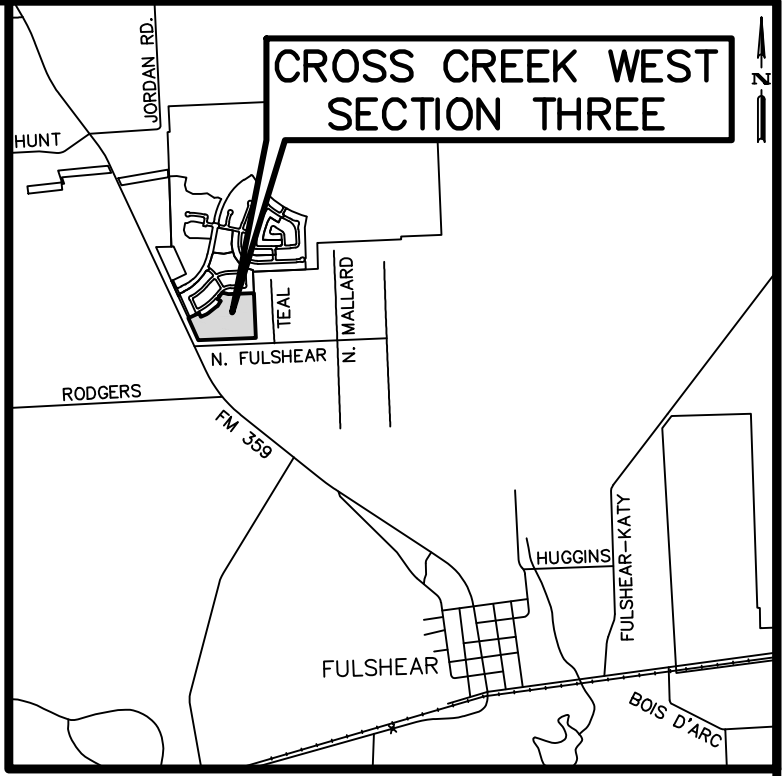 JORDAN RD.
CROSS CREEK WEST
SECTION THREE
N
HUNT
TEAL
N. MALLARD
N. FULSHEAR
RODGERS
FM 359
HUGGINS
FULSHEAR-KATY
FULSHEAR
BOIS D'ARC